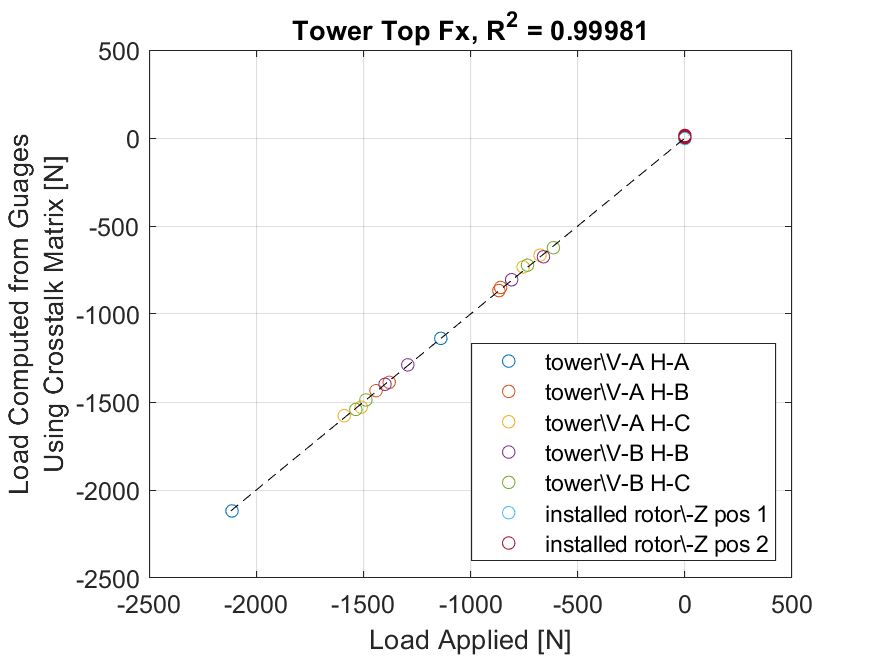 Tower Top Fx, R2 = 0.99981
500
0
-500
-1000
-1500
-2000
-2500
-2500
-2000
-1500
-1000
-500
0
500
Load Computed from Guages
Using Crosstalk Matrix [N]
Load Applied [N]
tower\V-A H-A
tower\V-A H-B
tower\V-A H-C
tower\V-B H-B
tower\V-B H-C
installed rotor\-Z pos 1
installed rotor\-Z pos 2